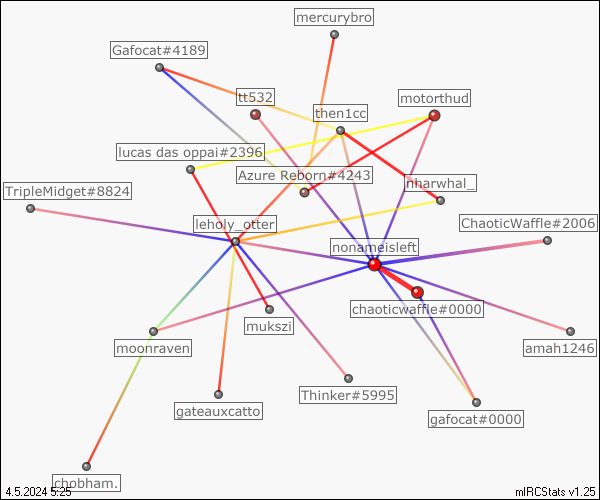 mercurybro
Gafocat#4189
tt532
motorthud
then1cc
lucas das oppai#2396
Azure Reborn#4243
nharwhal_
TripleMidget#8824
leholy_otter
ChaoticWaffle#2006
nonameisleft
chaoticwaffle#0000
mukszi
moonraven
amah1246
Thinker#5995
gateauxcatto
gafocat#0000
chobham.
4.5.2024 5:25
mIRCStats v1.25